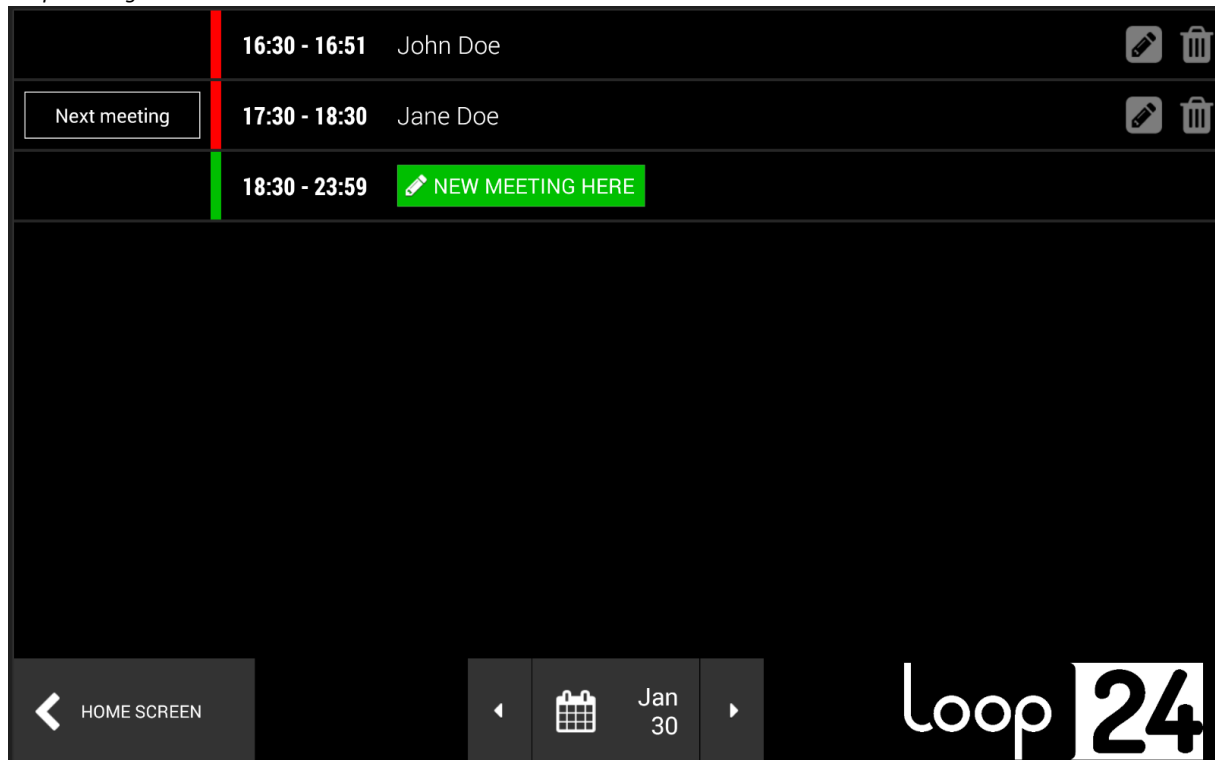 16:30 - 16:51 John Doe
Next meeting 17:30 - 18:30 Jane Doe
18:30 - 23:59 NEW MEETING HERE
HOME SCREEN
Jan
30
Loop 24